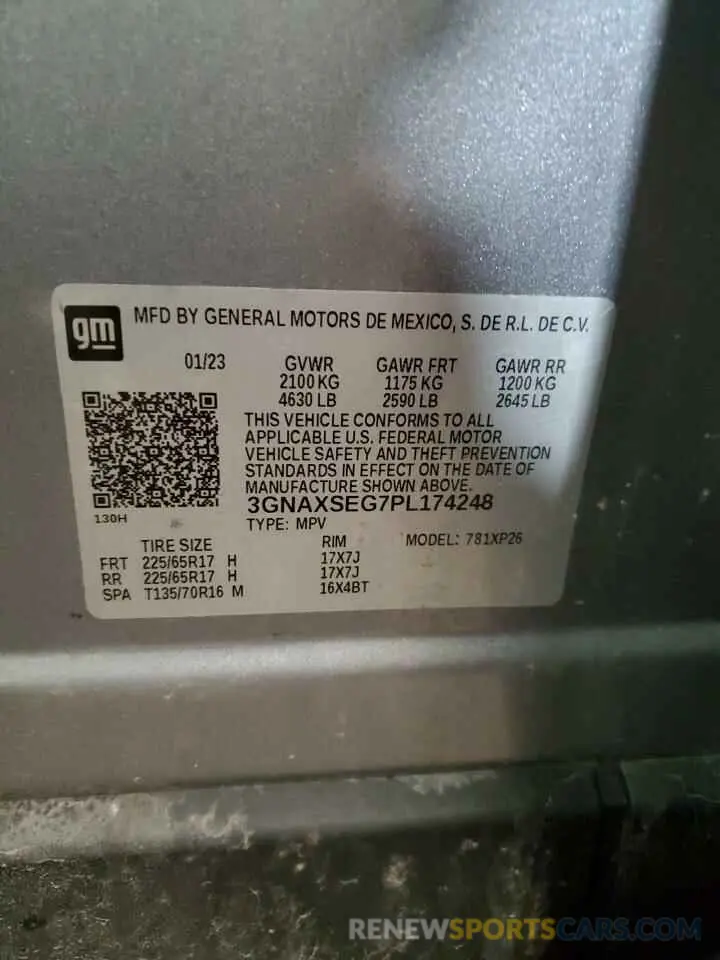 gm
MFD BY GENERAL MOTORS DE MEXICO, S. DE R.L. DE C.V.
01/23 GVWR GAWR FRT GAWR RR
2100 KG 1175 KG 1200 KG
4630 LB 2590 LB 2645 LB
THIS VEHICLE CONFORMS TO ALL
APPLICABLE U.S. FEDERAL MOTOR
VEHICLE SAFETY AND THEFT PREVENTION
STANDARDS IN EFFECT ON THE DATE OF
MANUFACTURE SHOWN ABOVE.
3GNAXSEG7PL174248
130H
TYPE: MPV
TIRE SIZE RIM MODEL: 781XP26
FRT 225/65R17 H 17X7J
RR 225/65R17 H 17X7J
SPA T135/70R16 M 16X4BT
RENEWSPORTSCARS.COM